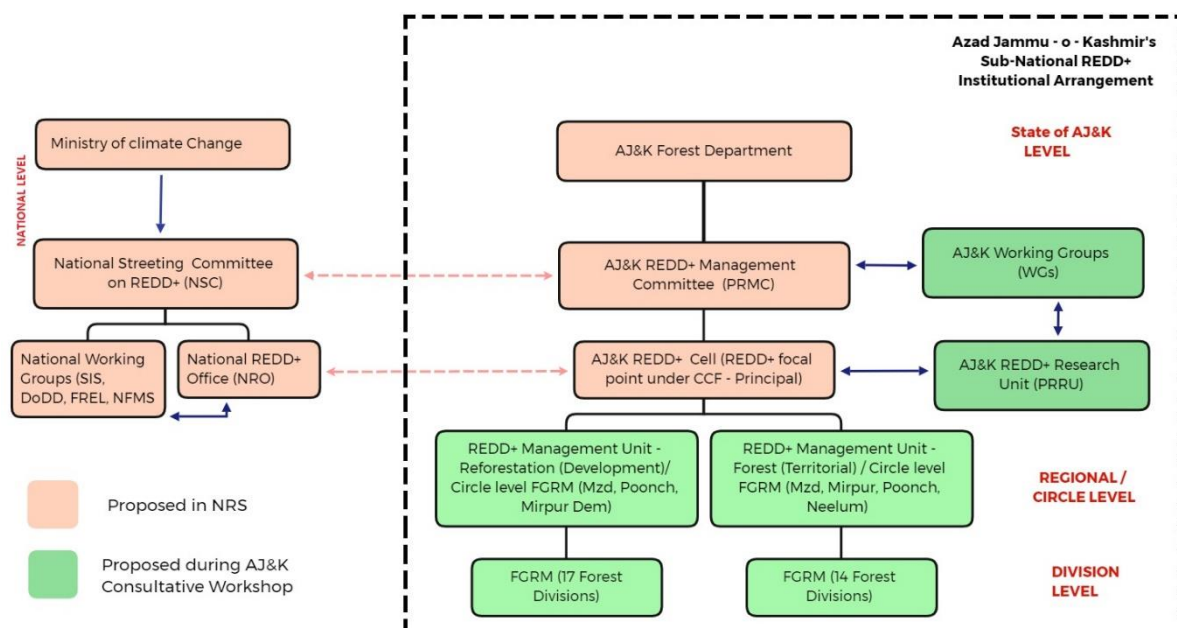 Azad Jammu - o - Kashmir's
Sub-National REDD+
Institutional Arrangement
State of AJ&K
LEVEL
NATIONAL LEVEL
Ministry of climate Change
AJ&K Forest Department
National Streeting Committee
on REDD+ (NSC)
AJ&K REDD+ Management
Committee (PRMC)
AJ&K Working Groups
(WGs)
National Working
Groups (SIS,
DoDD, FREL, NFMS
National REDD+
Office (NRO)
AJ&K REDD+ Cell (REDD+ focal
point under CCF - Principal)
AJ&K REDD+ Research
Unit (PRRU)
REDD+ Management Unit -
Reforestation (Development)/
Circle level FGRM (Mzd, Poonch,
Mirpur Dem)
REDD+ Management Unit -
Forest (Territorial) / Circle level
FGRM (Mzd, Mirpur, Poonch,
Neelum)
REGIONAL /
CIRCLE LEVEL
Proposed in NRS
Proposed during AJ&K
Consultative Workshop
FGRM (17 Forest
Divisions)
FGRM (14 Forest
Divisions)
DIVISION
LEVEL